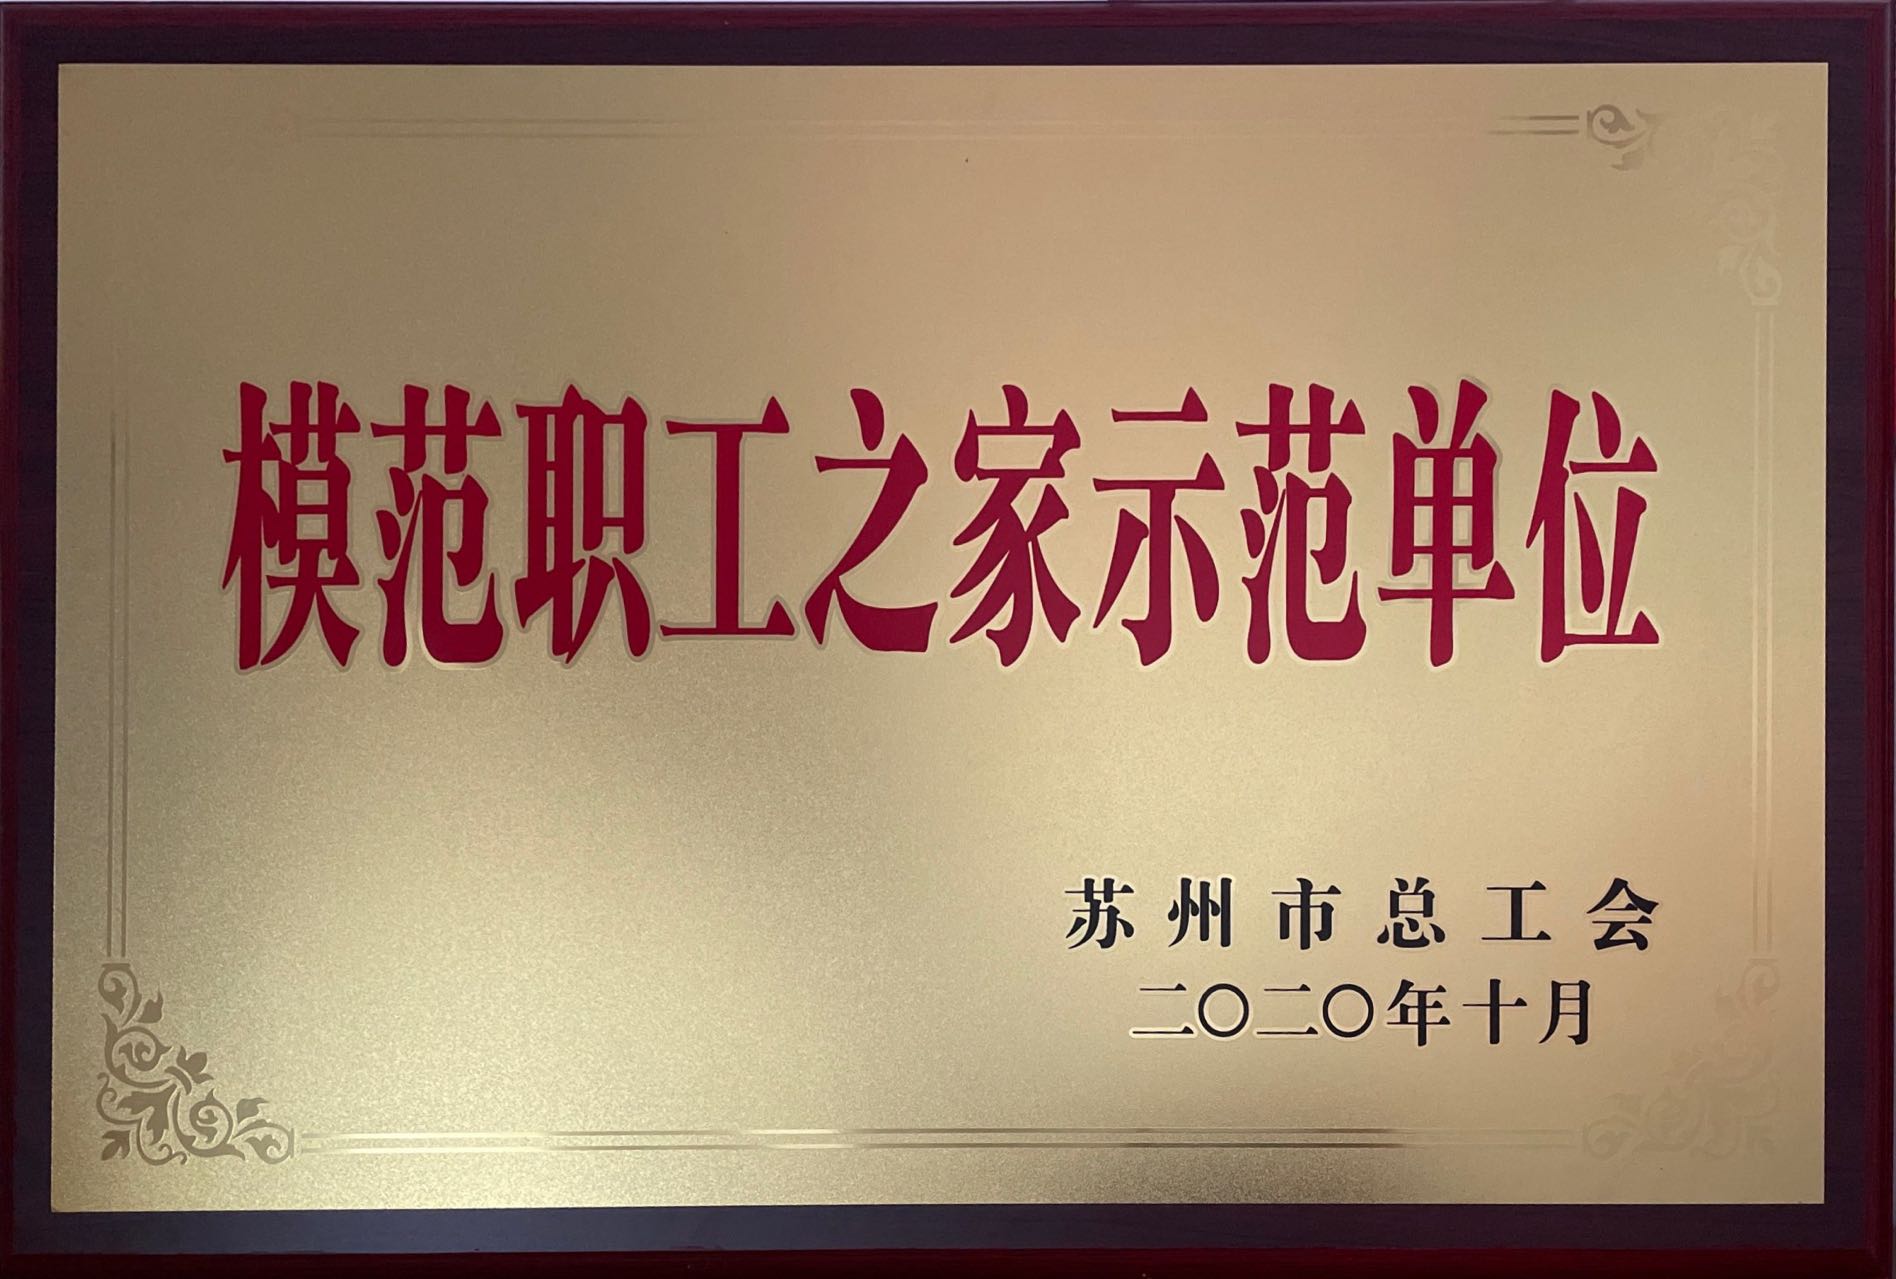 模范职工之家示范单位
苏州市总工会
二〇二〇年十月